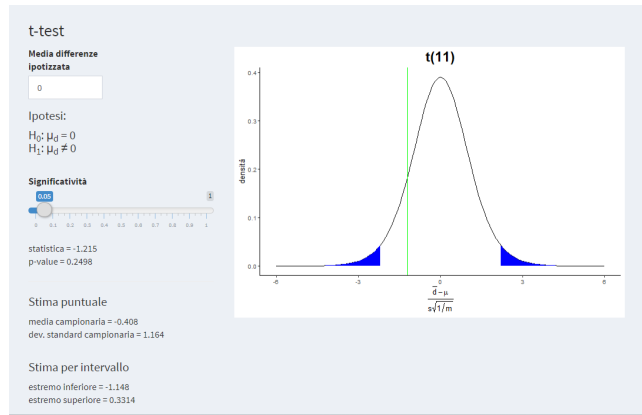 t-test
Media differenze
ipotizzata
0
Ipotesi:
H₀: μd = 0
H₁: μd ≠ 0
Significatività
0.05 1
0 0.1 0.2 0.3 0.4 0.5 0.6 0.7 0.8 0.9 1
statistica = -1.215
p-value = 0.2498
Stima puntuale
media campionaria = -0.408
dev. standard campionaria = 1.164
Stima per intervallo
estremo inferiore = -1.148
estremo superiore = 0.3314
t(11)
densità
0.4
0.3
0.2
0.1
0.0
-6 -3 0 3 6
d̅ − μ
s√1/m